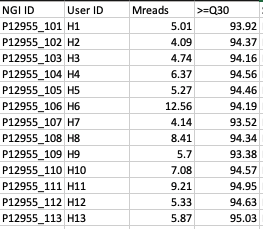 NGI ID User ID Mreads >=Q30
P12955_101 H1 5.01 93.92
P12955_102 H2 4.09 94.37
P12955_103 H3 4.74 94.16
P12955_104 H4 6.37 94.56
P12955_105 H5 5.27 94.46
P12955_106 H6 12.56 94.19
P12955_107 H7 4.14 93.52
P12955_108 H8 8.41 94.34
P12955_109 H9 5.7 93.38
P12955_110 H10 7.08 94.57
P12955_111 H11 9.21 94.95
P12955_112 H12 5.33 94.63
P12955_113 H13 5.87 95.03